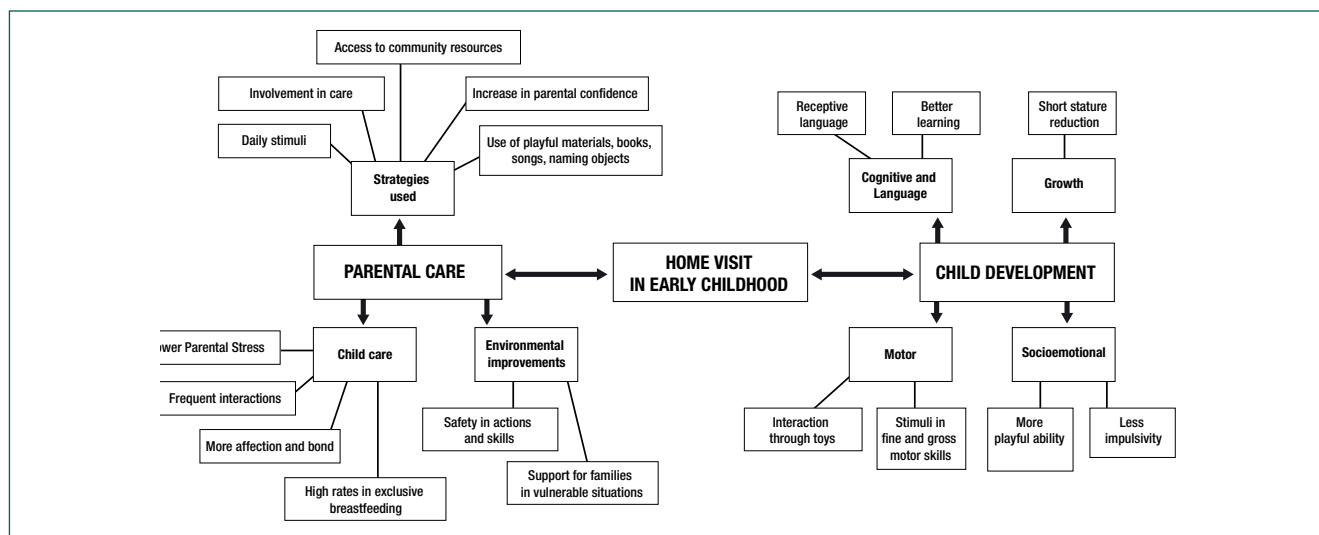 Access to community resources
Involvement in care
Increase in parental confidence
Daily stimuli
Use of playful materials, books,
songs, naming objects
Strategies
used
Receptive
language
Better
learning
Short stature
reduction
Cognitive and
Language
Growth
PARENTAL CARE
HOME VISIT
IN EARLY CHILDHOOD
CHILD DEVELOPMENT
Parental Stress
Child care
Environmental
improvements
Motor
Socioemotional
Frequent interactions
Safety in actions
and skills
Interaction
through toys
Stimuli in
fine and gross
motor skills
More
playful ability
Less
impulsivity
More affection and bond
Support for families
in vulnerable situations
High rates in exclusive
breastfeeding